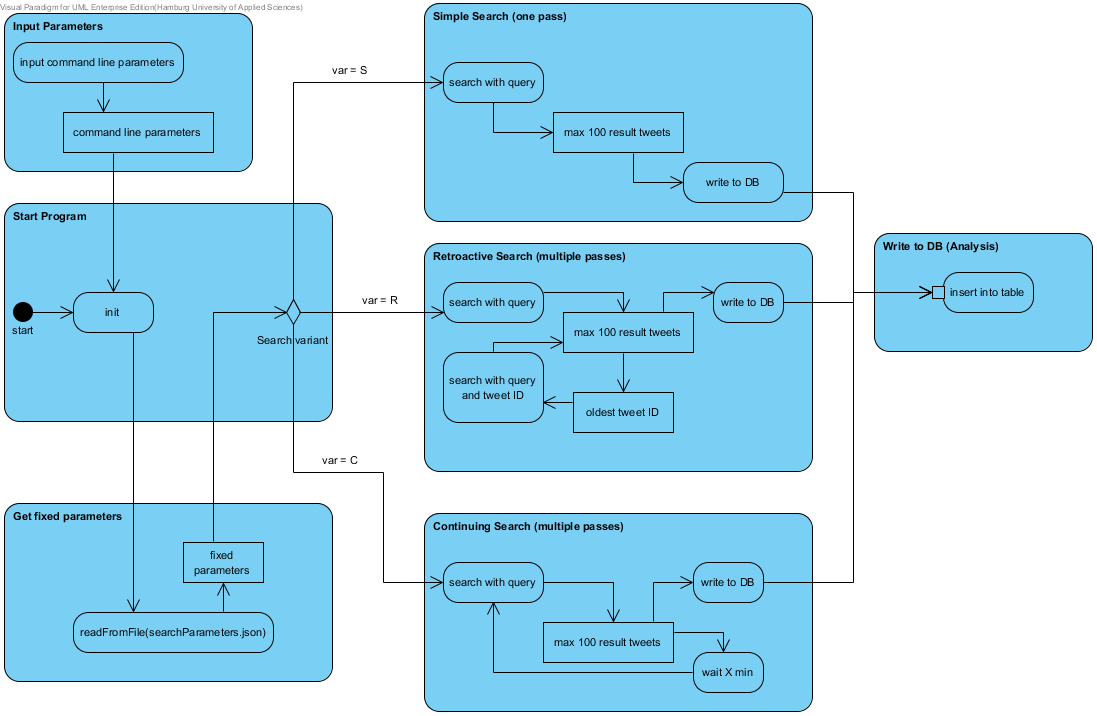 Visual Paradigm for UML Enterprise Edition(Hamburg University of Applied Sciences)
Input Parameters
input command line parameters
command line parameters
Start Program
start
init
Search variant
Get fixed parameters
fixed
parameters
readFromFile(searchParameters.json)
var = S
var = R
var = C
Simple Search (one pass)
search with query
max 100 result tweets
write to DB
Retroactive Search (multiple passes)
search with query
write to DB
max 100 result tweets
search with query
and tweet ID
oldest tweet ID
Continuing Search (multiple passes)
search with query
write to DB
max 100 result tweets
wait X min
Write to DB (Analysis)
insert into table